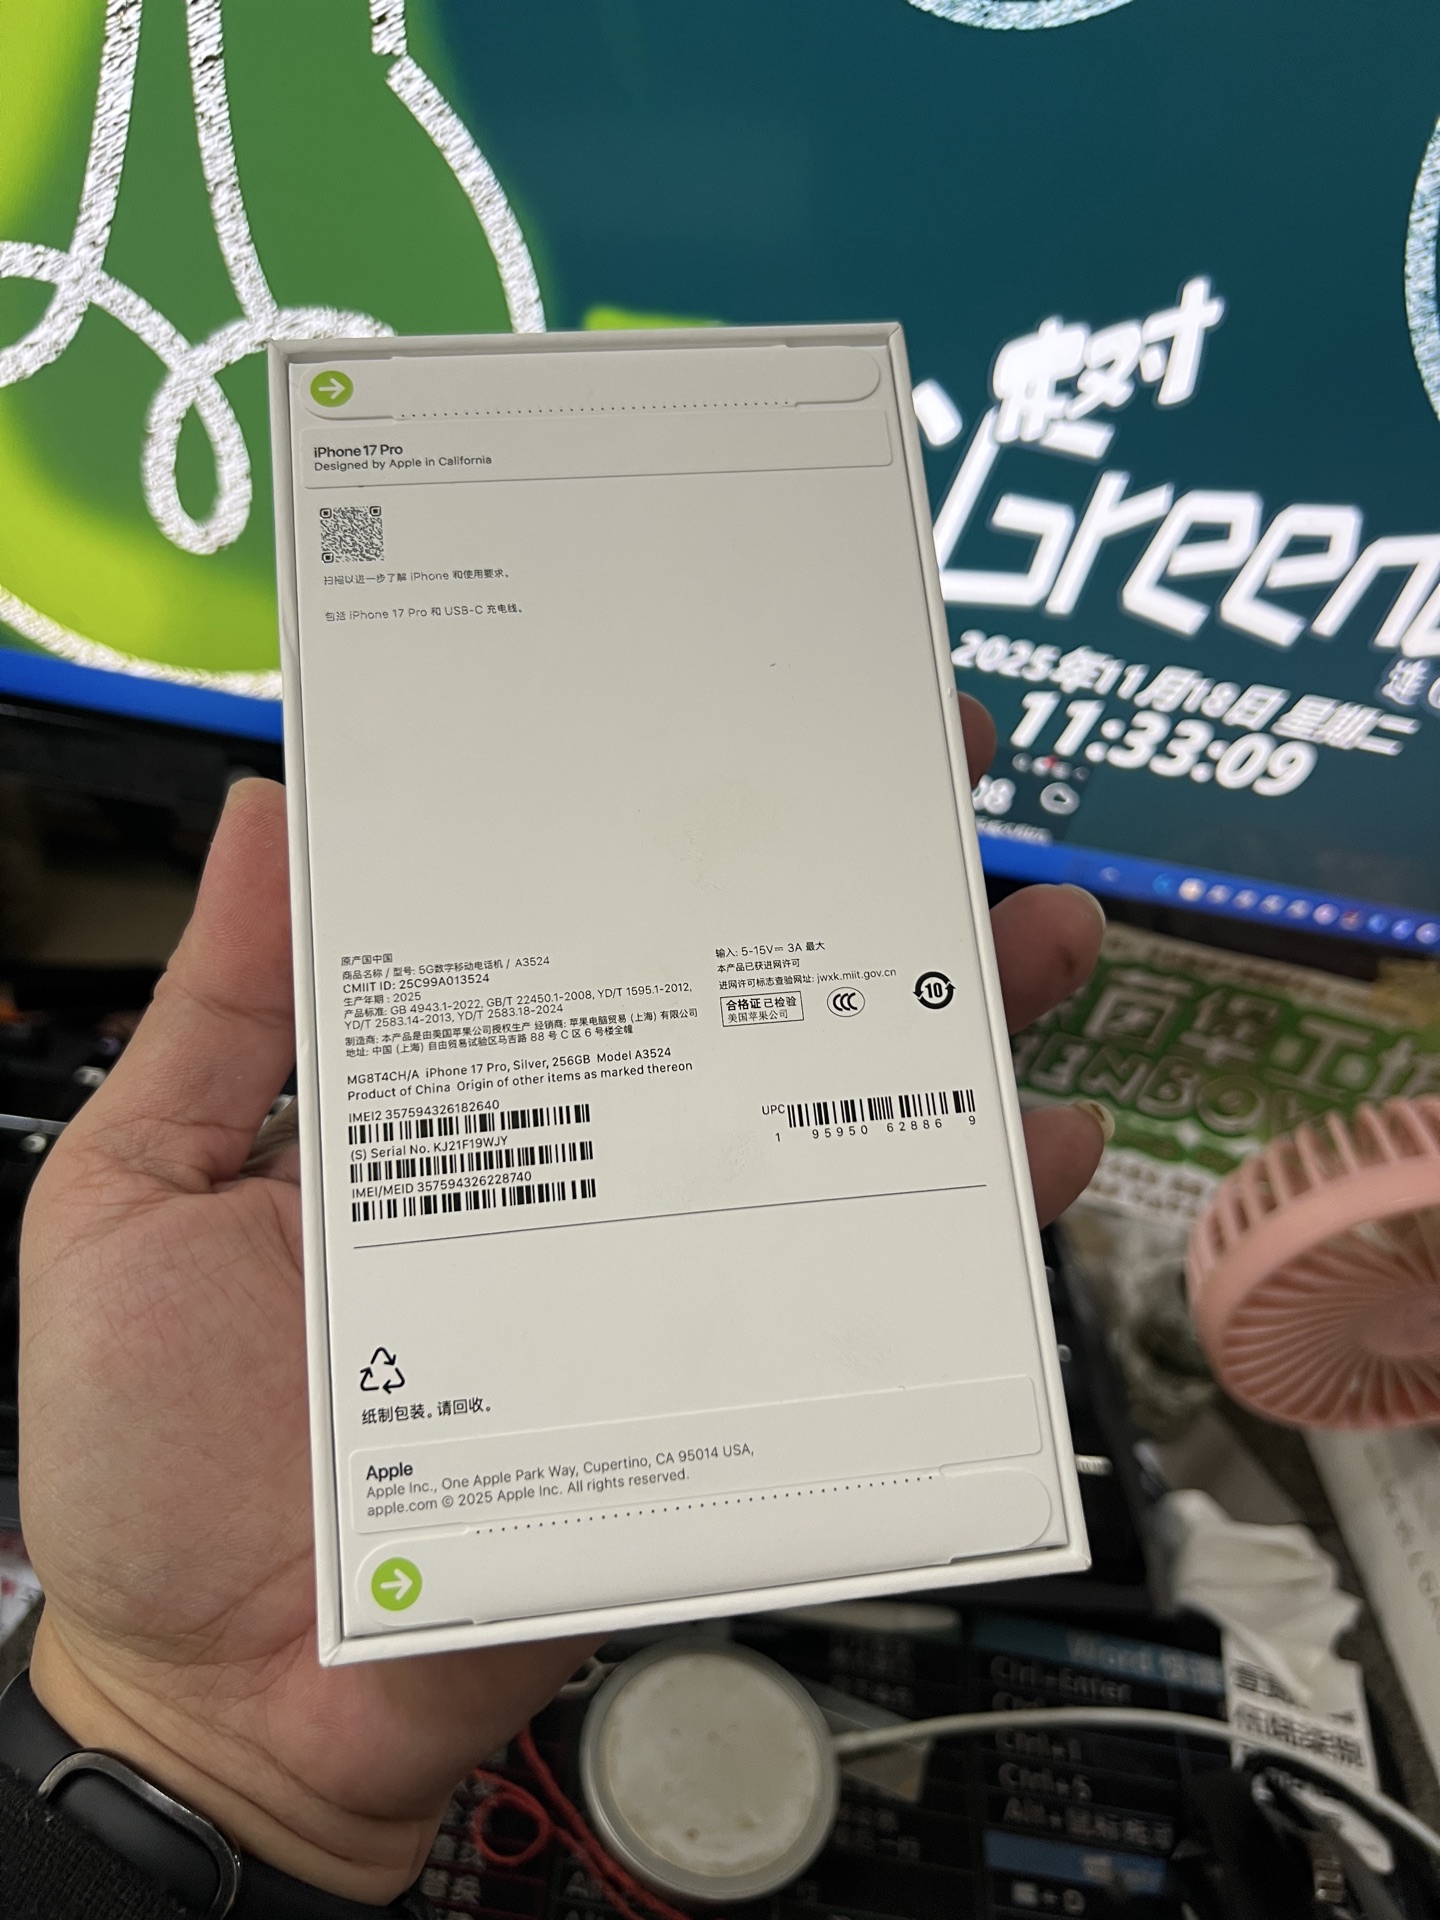 iPhone 17 Pro
Designed by Apple in California
扫描以进一步了解 iPhone 和使用要求。
包括 iPhone 17 Pro 和 USB-C 充电线。
原产国中国
商品名称 / 型号: 5G数字移动电话机 / A3524
CMIIT ID: 25C99A013524
生产年期 : 2025
产品标准: GB 4943.1-2022, GB/T 22450.1-2008, YD/T 1595.1-2012,
YD/T 2583.14-2013, YD/T 2583.18-2024
制造商: 本产品是由美国苹果公司授权生产 经销商: 苹果电脑贸易 (上海) 有限公司
地址: 中国 (上海) 自由贸易试验区马吉路 88 号 C 区 6 号楼全幢
输入: 5-15V⎓ 3A 最大
本产品已获进网许可
进网许可标志查验网址: jwxk.miit.gov.cn
合格证 已检验
美国苹果公司
CCC
10
MG8T4CH/A iPhone 17 Pro, Silver, 256GB Model A3524
Product of China Origin of other items as marked thereon
IMEI2 357594326182640
(S) Serial No. KJ21F19WJY
IMEI/MEID 357594326228740
UPC
1 95950 62886 9
纸制包装。请回收。
Apple
Apple Inc., One Apple Park Way, Cupertino, CA 95014 USA,
apple.com © 2025 Apple Inc. All rights reserved.
树
Green
2025年11月18日 星期二
11:33:09
08
Word
Ctrl+Enter
Ctrl+1
Ctrl+S